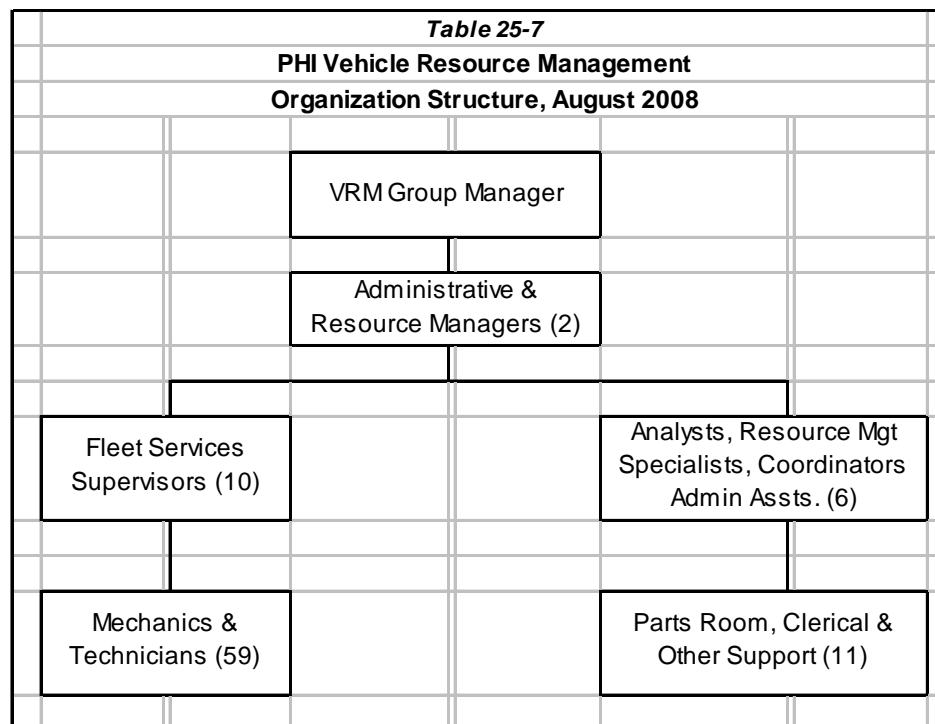 Table 25-7
PHI Vehicle Resource Management
Organization Structure, August 2008
VRM Group Manager
Administrative &
Resource Managers (2)
Fleet Services
Supervisors (10)
Analysts, Resource Mgt
Specialists, Coordinators
Admin Assts. (6)
Mechanics &
Technicians (59)
Parts Room, Clerical &
Other Support (11)